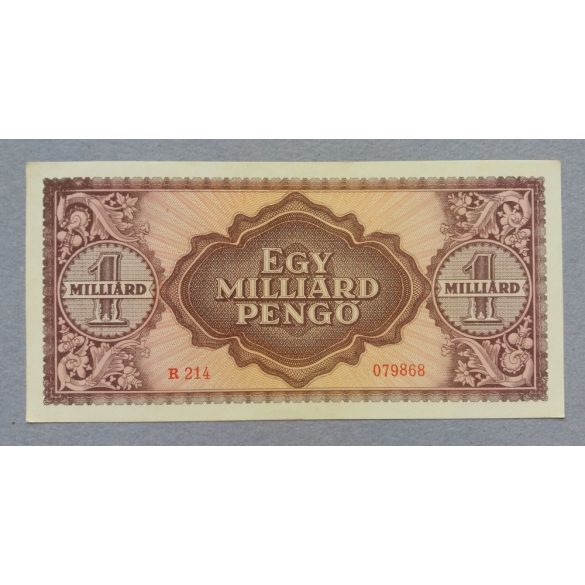 EGY
MILLIÁRD
PENGŐ
1
MILLIÁRD
1
MILLIÁRD
R 214
079868